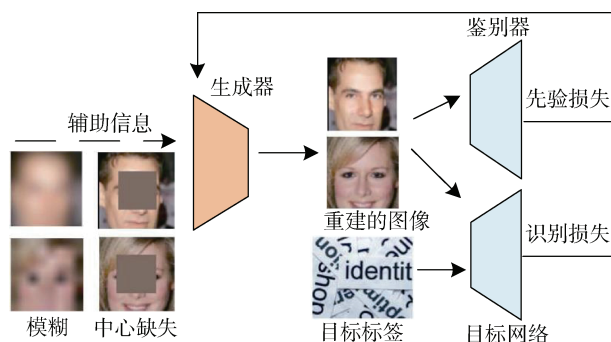 鉴别器
生成器
先验损失
辅助信息
重建的图像
识别损失
identit
shon
模糊
中心缺失
目标标签
目标网络